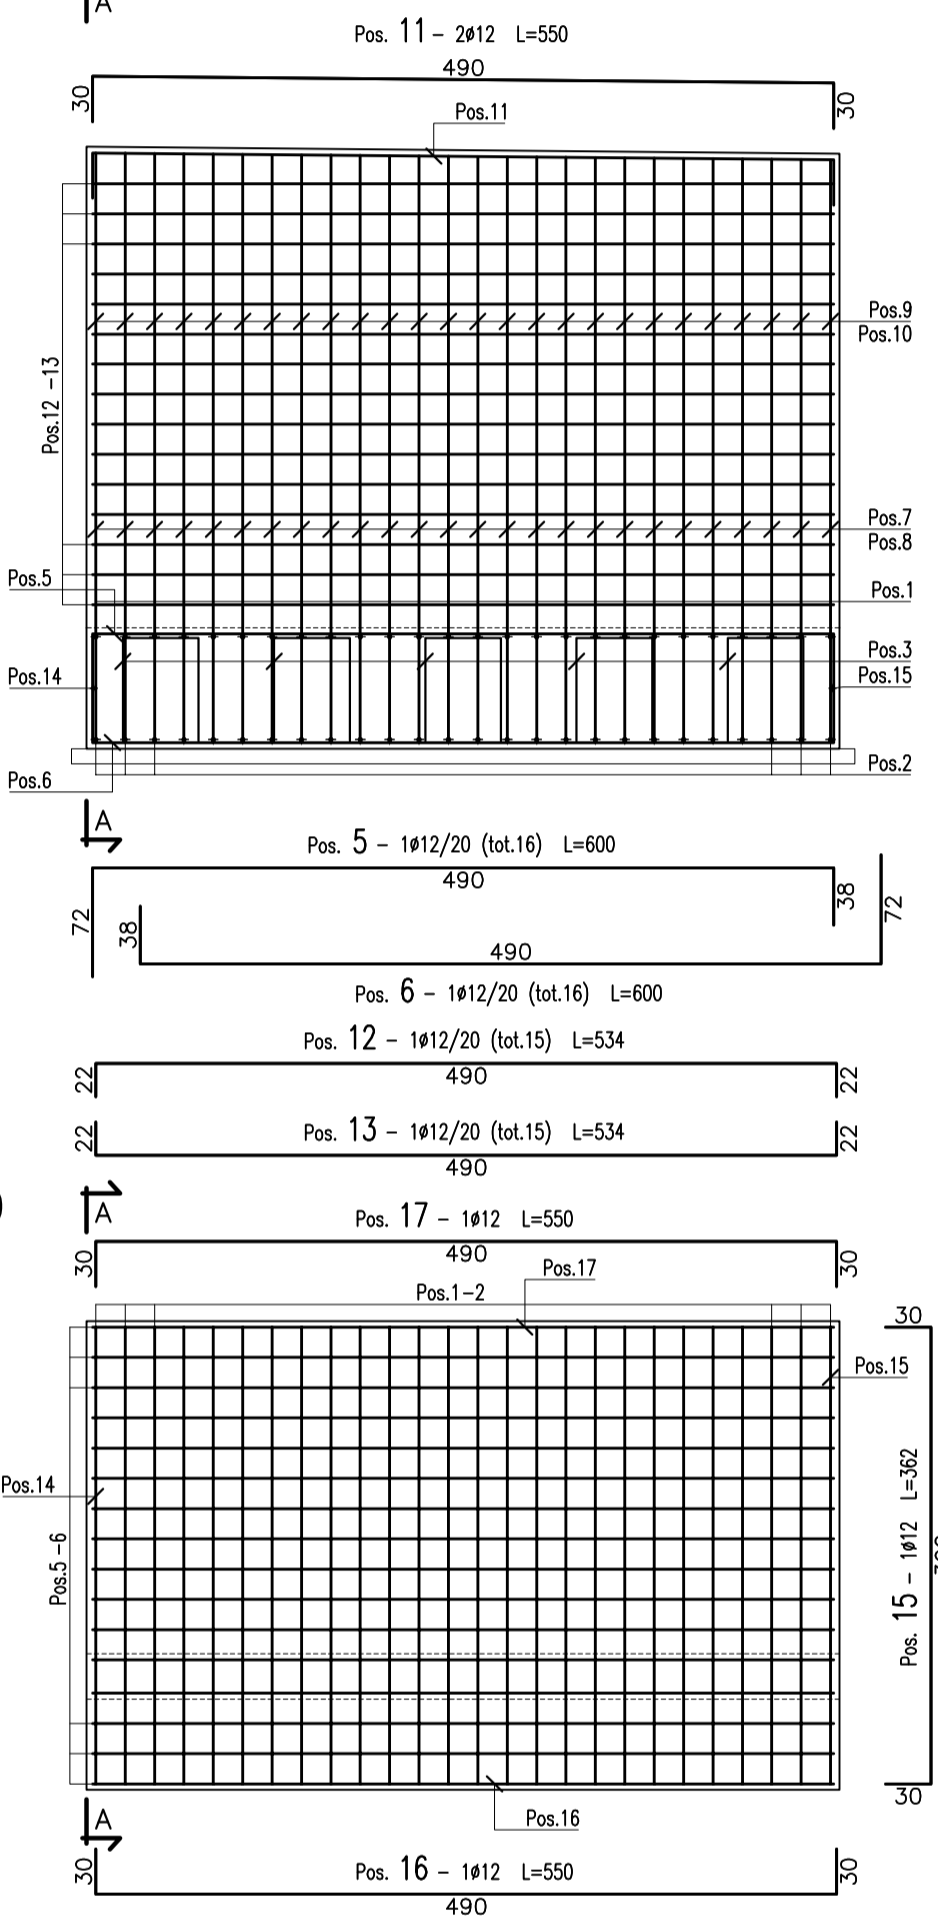 A
Pos. 11 - 2ø12 L=550
490
30
30
Pos.11
Pos.9
Pos.10
Pos.12 -13
Pos.7
Pos.8
Pos.5
Pos.1
Pos.3
Pos.14
Pos.15
Pos.2
Pos.6
A
Pos. 5 - 1ø12/20 (tot.16) L=600
490
72
38
38
72
490
Pos. 6 - 1ø12/20 (tot.16) L=600
Pos. 12 - 1ø12/20 (tot.15) L=534
22
490
22
22
Pos. 13 - 1ø12/20 (tot.15) L=534
22
490
)
A
Pos. 17 - 1ø12 L=550
30
490
30
Pos.17
Pos.1-2
30
Pos.15
Pos.14
Pos.5 -6
Pos. 15 - 1ø12 L=362
30
Pos.16
A
30
Pos. 16 - 1ø12 L=550
30
490